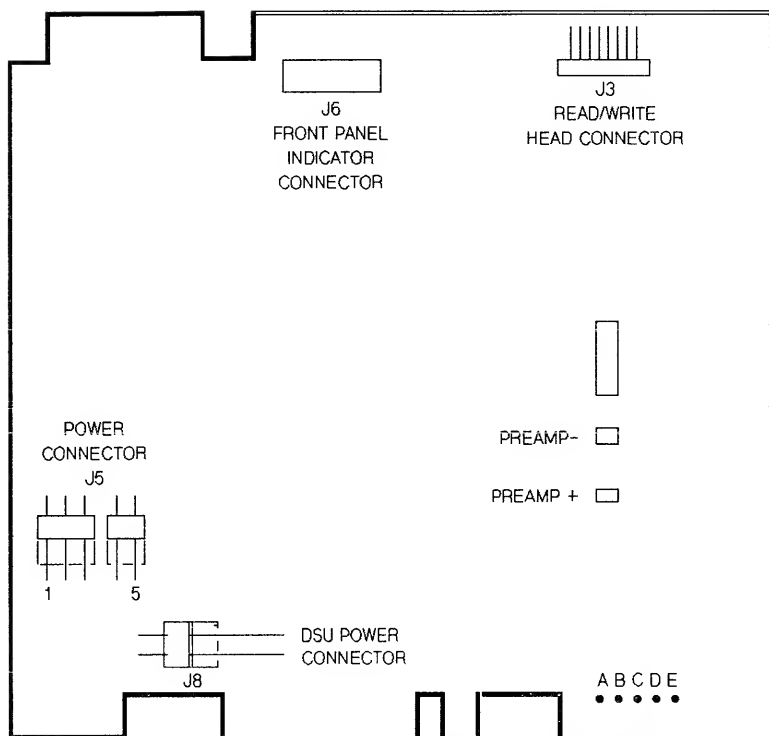 J6
FRONT PANEL
INDICATOR
CONNECTOR
J3
READ/WRITE
HEAD CONNECTOR
PREAMP-
PREAMP +
POWER
CONNECTOR
J5
1
5
DSU POWER
CONNECTOR
J8
A B C D E